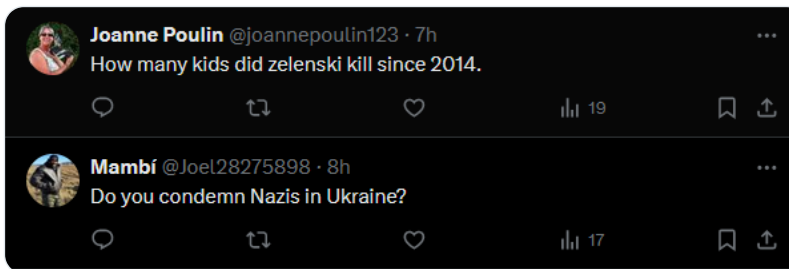 Joanne Poulin @joannepoulin123 · 7h
How many kids did zelenski kill since 2014.
19
Mambí @Joel28275898 · 8h
Do you condemn Nazis in Ukraine?
17